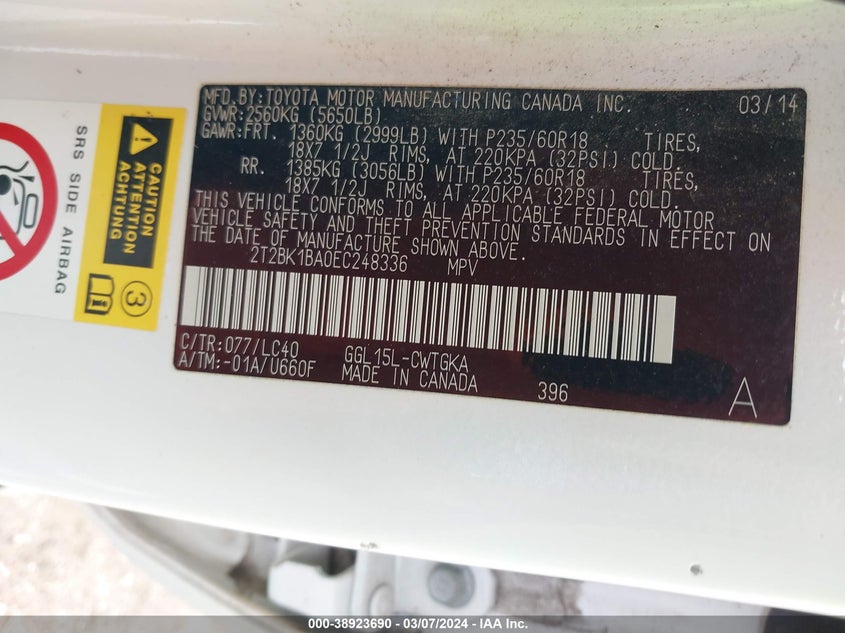 MFD.BY:TOYOTA MOTOR MANUFACTURING CANADA INC. 03/14
GVWR:2560KG (5650LB)
GAWR:FRT. 1360KG (2999LB) WITH P235/60R18 TIRES,
18X7 1/2J RIMS, AT 220KPA (32PSI) COLD.
RR. 1385KG (3056LB) WITH P235/60R18 TIRES,
18X7 1/2J RIMS, AT 220KPA (32PSI) COLD.
THIS VEHICLE CONFORMS TO ALL APPLICABLE FEDERAL MOTOR
VEHICLE SAFETY AND THEFT PREVENTION STANDARDS IN EFFECT ON
THE DATE OF MANUFACTURE SHOWN ABOVE.
2T2BK1BA0EC248336 MPV
C/TR:077/LC40 GGL15L-CWTGKA
A/TM:-01A/U660F MADE IN CANADA 396 A
SRS SIDE AIRBAG
CAUTION
ATTENTION
ACHTUNG
3
000-38923690 - 03/07/2024 - IAA Inc.